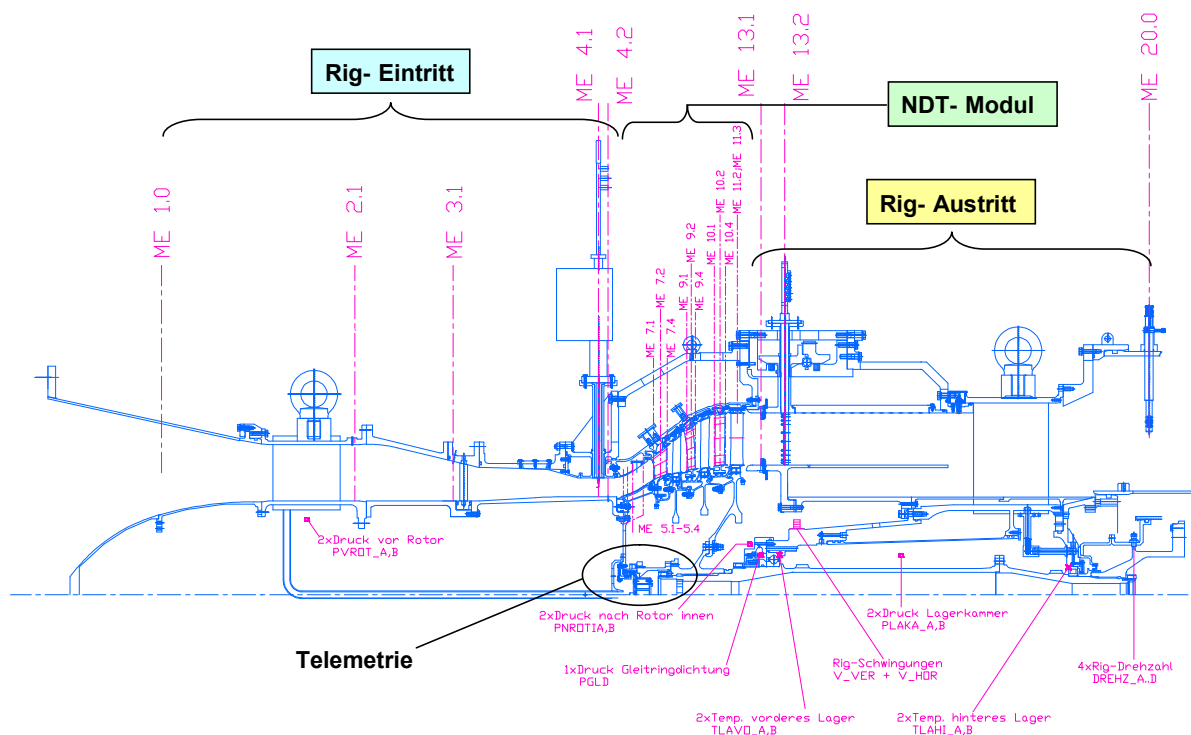 ME 4.1
ME 4.2
ME 13.1
ME 13.2
ME 20.0
Rig- Eintritt
NDT- Modul
Rig- Austritt
ME 1.0
ME 2.1
ME 3.1
ME 7.1
ME 7.2
ME 7.4
ME 9.1
ME 9.2
ME 9.4
ME 10.1
ME 10.2
ME 10.4
ME 11.2
ME 11.3
ME 5.1-5.4
2xDruck vor Rotor
PVROT_A,B
Telemetrie
2xDruck nach Rotor innen
PNROTIA,B
1xDruck Gleitringdichtung
PGLD
2xTemp. vorderes Lager
TLAVO_A,B
Rig-Schwingungen
V_VER + V_HOR
2xDruck Lagerkammer
PLAKA_A,B
2xTemp. hinteres Lager
TLAHI_A,B
4xRig-Drehzahl
DREHZ_A..D